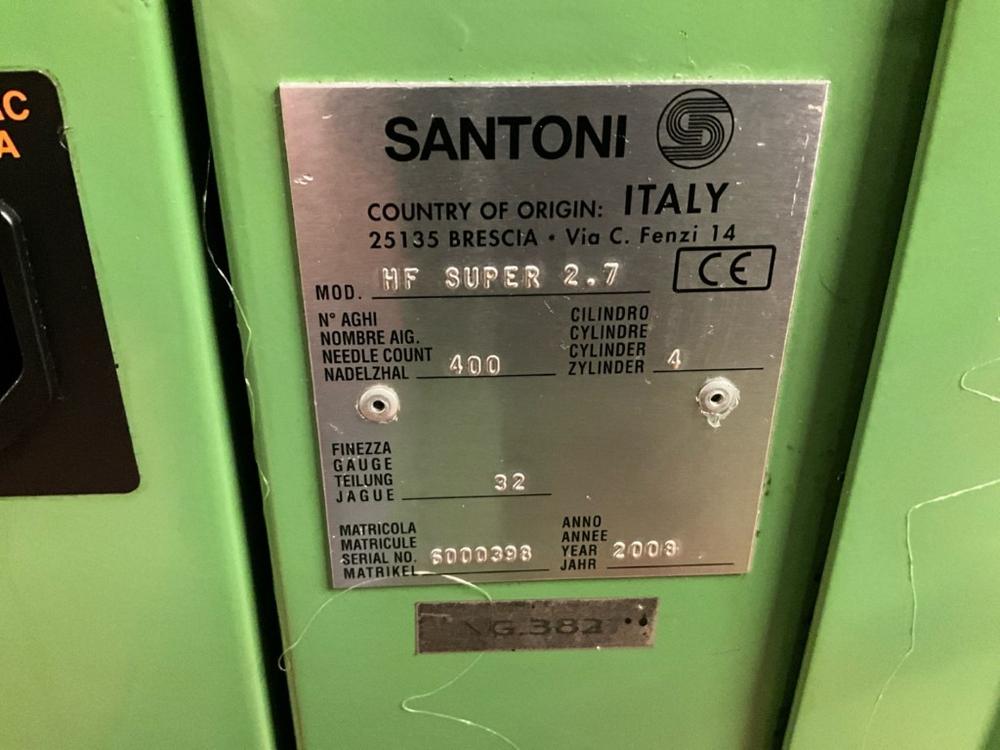 AC
A
SANTONI
COUNTRY OF ORIGIN: ITALY
25135 BRESCIA • Via C. Fenzi 14
MOD. HF SUPER 2.7
CE
N° AGHI
NOMBRE AIG.
NEEDLE COUNT 400
NADELZHAL
CILINDRO
CYLINDRE
CYLINDER 4
ZYLINDER
FINEZZA
GAUGE
TEILUNG 32
JAGUE
MATRICOLA
MATRICULE
SERIAL NO. 6000398
MATRIKEL
ANNO
ANNEE
YEAR 2008
JAHR
G.382